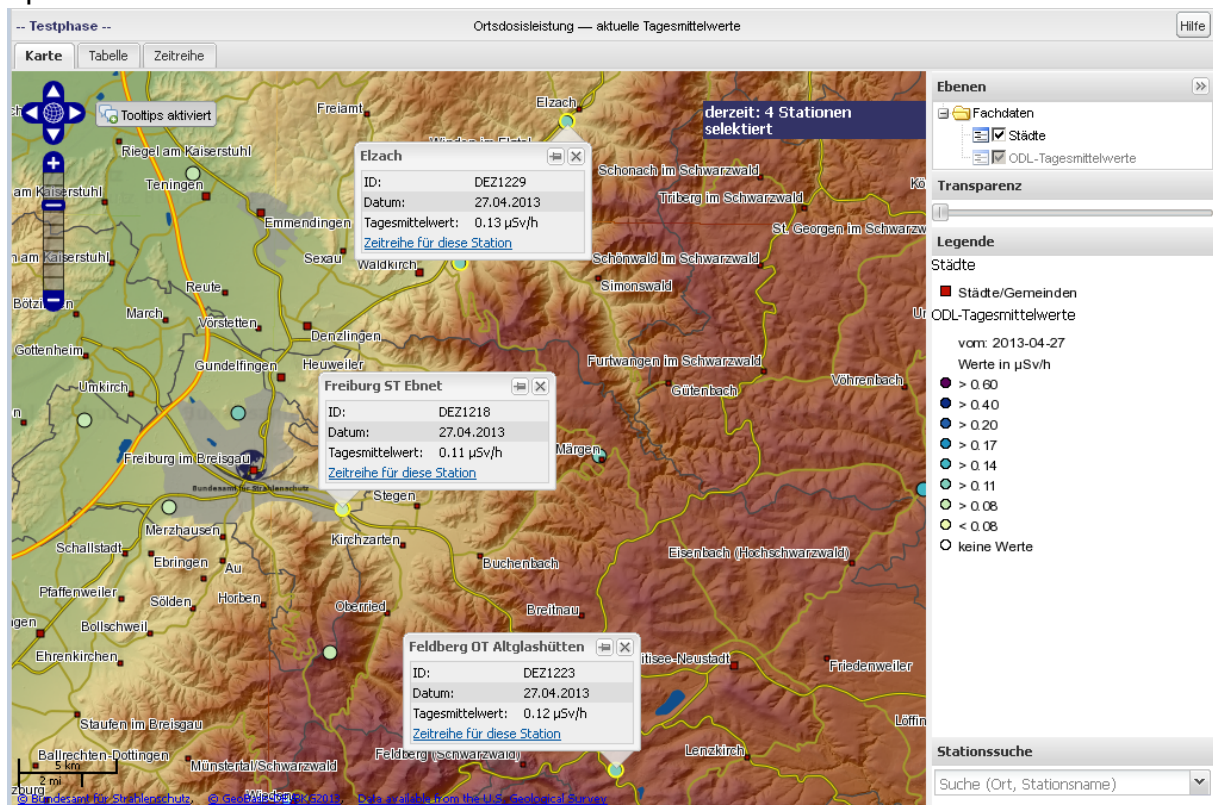 -- Testphase --
Ortsdosisleistung — aktuelle Tagesmittelwerte
Hilfe
Karte
Tabelle
Zeitreihe
Tooltips aktiviert
derzeit: 4 Stationen
selektiert
Freiamt
Elzach
Riegel am Kaiserstuhl
Teningen
Emmendingen
Sexau
Waldkirch
Reute
March
Vörstetten
Denzlingen
Gottenheim
Gundelfingen
Heuweiler
Umkirch
Freiburg im Breisgau
Bundesamt für Strahlenschutz
Schonach im Schwarzwald
Triberg im Schwarzwald
St. Georgen im Schwarzw
Schönwald im Schwarzwald
Simonswald
Furtwangen im Schwarzwald
Gütenbach
Vöhrenbach
Märgen
Elzach
ID: DEZ1229
Datum: 27.04.2013
Tagesmittelwert: 0.13 µSv/h
Zeitreihe für diese Station
Freiburg ST Ebnet
ID: DEZ1218
Datum: 27.04.2013
Tagesmittelwert: 0.11 µSv/h
Zeitreihe für diese Station
Stegen
Kirchzarten
Merzhausen
Schallstadt
Ebringen
Au
Buchenbach
Eisenbach (Hochschwarzwald)
Pfaffenweiler
Sölden
Horben
Oberried
Breitnau
Bollschweil
Ehrenkirchen
Feldberg OT Altglashütten
ID: DEZ1223
Datum: 27.04.2013
Tagesmittelwert: 0.12 µSv/h
Zeitreihe für diese Station
itisee-Neustadt
Friedenweiler
Staufen im Breisgau
Löffin
Ballrechten-Dottingen
Münstertal/Schwarzwald
Feldberg (Schwarzwald)
Lenzkirch
5 km
2 mi
© Bundesamt für Strahlenschutz, Data available from the U.S. Geological Survey
Ebenen
Fachdaten
Städte
ODL-Tagesmittelwerte
Transparenz
Legende
Städte
Städte/Gemeinden
ODL-Tagesmittelwerte
vom: 2013-04-27
Werte in µSv/h
> 0.60
> 0.40
> 0.20
> 0.17
> 0.14
> 0.11
> 0.08
< 0.08
keine Werte
Stationssuche
Suche (Ort, Stationsname)